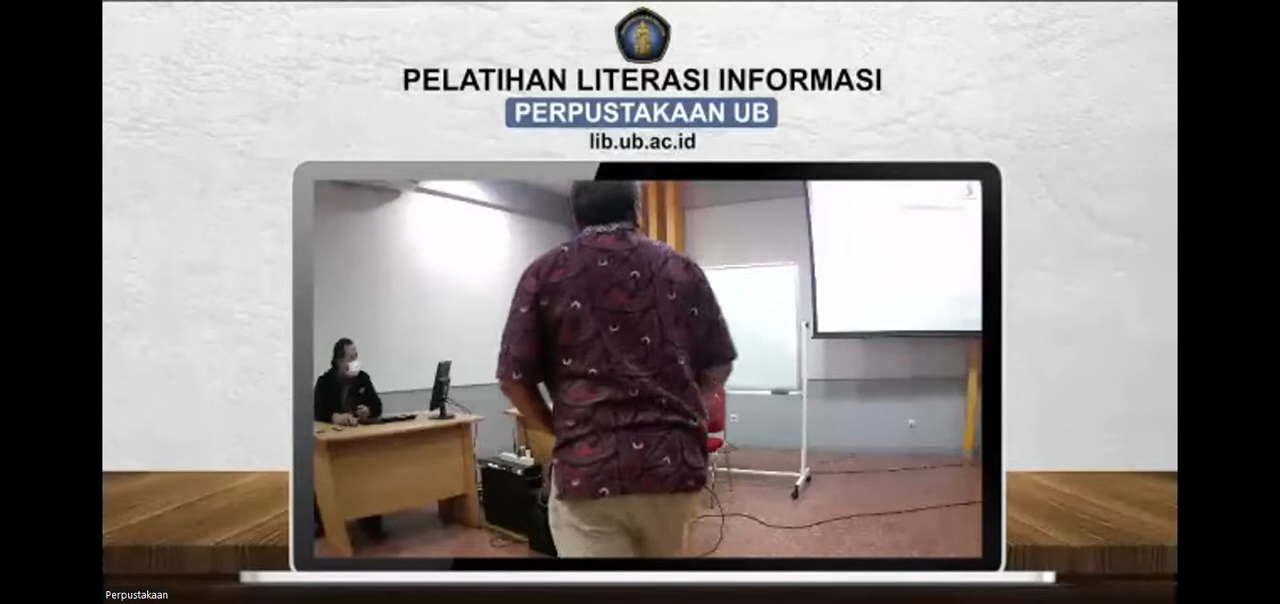 PELATIHAN LITERASI INFORMASI
PERPUSTAKAAN UB
lib.ub.ac.id
Perpustakaan